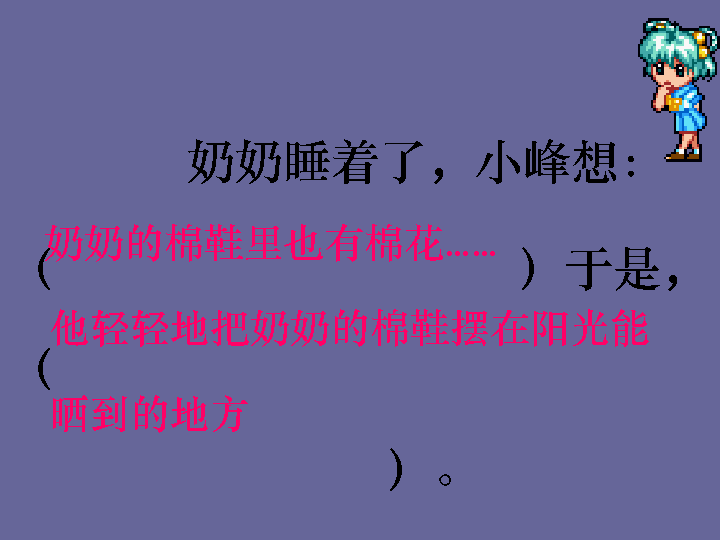 奶奶睡着了，小峰想：
（奶奶的棉鞋里也有棉花……）于是，
（他轻轻地把奶奶的棉鞋摆在阳光能
晒到的地方
）。